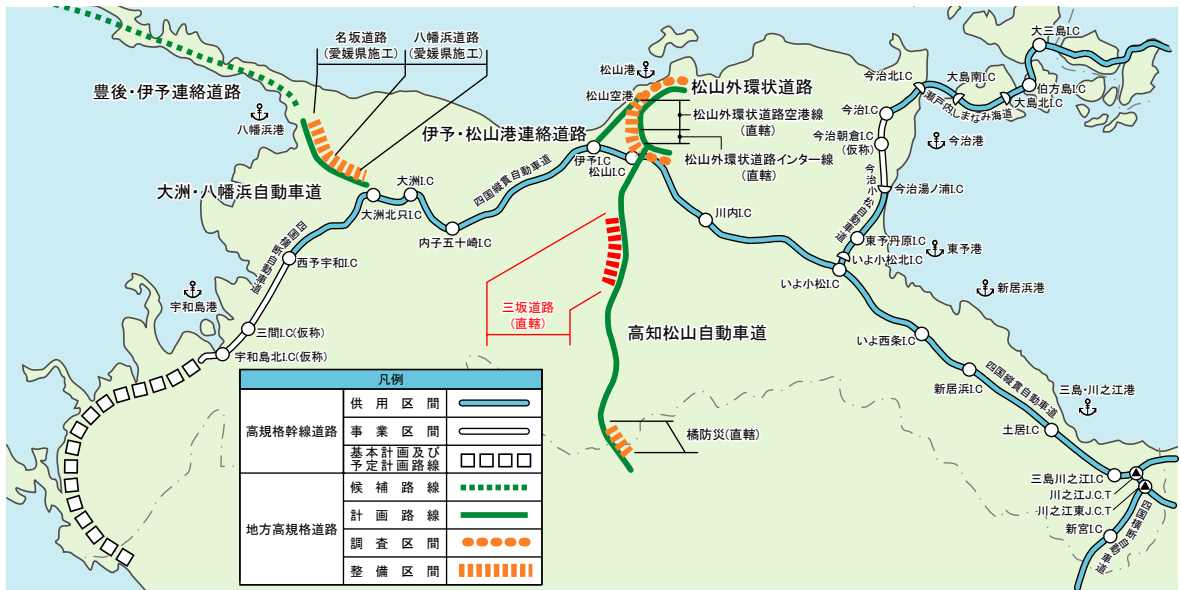 名坂道路
(愛媛県施工)
八幡浜道路
(愛媛県施工)
豊後・伊予連絡道路
八幡浜港
大洲・八幡浜自動車道
伊予・松山港連絡道路
松山港
松山空港
松山外環状道路
松山外環状道路空港線
(直轄)
松山外環状道路インター線
(直轄)
伊予I.C
松山I.C
四国縦貫自動車道
大洲I.C
大洲北只I.C
内子五十崎I.C
四国横断自動車道
西予宇和I.C
宇和島港
三間I.C(仮称)
宇和島北I.C(仮称)
三坂道路
(直轄)
高知松山自動車道
橘防災(直轄)
川内I.C
大三島I.C
今治北I.C
大島南I.C
伯方島I.C
大島北I.C
瀬戸内しまなみ海道
今治I.C
今治朝倉I.C
(仮称)
今治港
今治湯ノ浦I.C
今治小松自動車道
東予丹原I.C
東予港
いよ小松北I.C
いよ小松I.C
新居浜港
いよ西条I.C
新居浜I.C
四国縦貫自動車道
三島・川之江港
土居I.C
三島川之江I.C
川之江J.C.T
川之江東J.C.T
新宮I.C
四国横断自動車道
凡例
高規格幹線道路
供用区間
事業区間
基本計画及び
予定計画路線
地方高規格道路
候補路線
計画路線
調査区間
整備区間